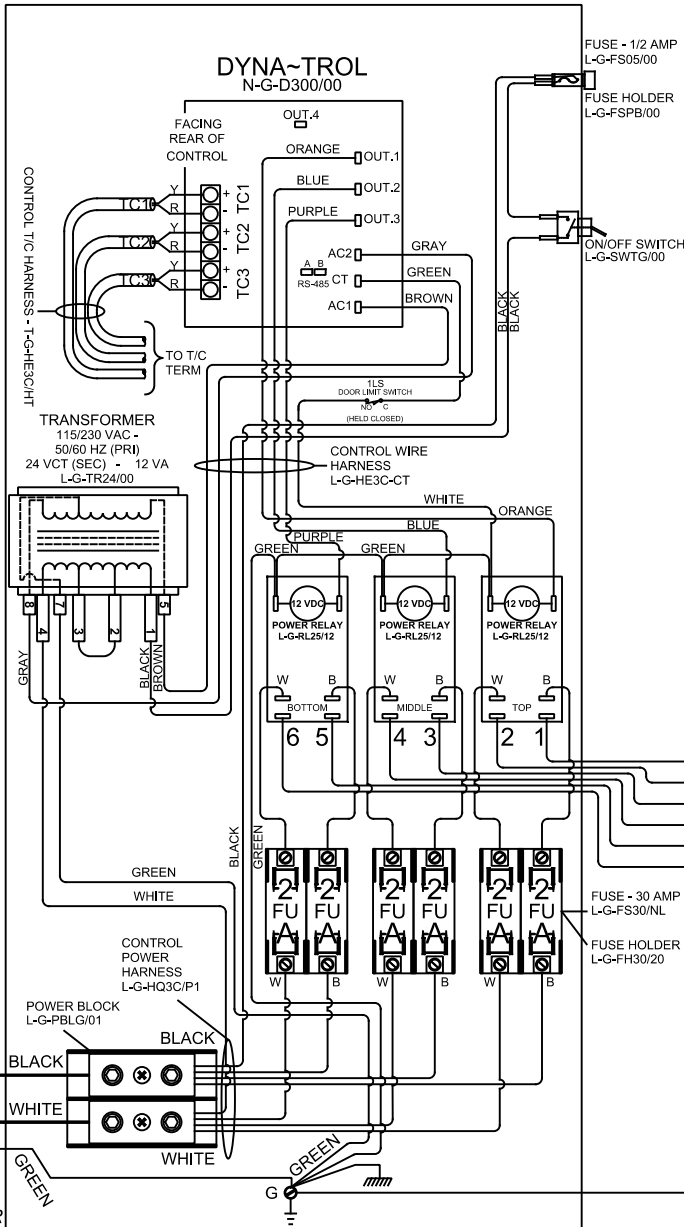 DYNA~TROL
N-G-D300/00
FUSE - 1/2 AMP
L-G-FS05/00
FUSE HOLDER
L-G-FSPB/00
OUT.4
FACING
REAR OF
CONTROL
ORANGE
OUT.1
BLUE
OUT.2
PURPLE
OUT.3
CONTROL T/C HARNESS - T-G-HE3C/HT
TC1
Y
R
+
-
TC1
TC2
Y
R
+
-
TC2
TC3
Y
R
+
-
TC3
AC2
GRAY
A B
RS-485
CT
GREEN
AC1
BROWN
ON/OFF SWITCH
L-G-SWTG/00
BLACK
BLACK
TO T/C
TERM
1LS
DOOR LIMIT SWITCH
NO C
(HELD CLOSED)
TRANSFORMER
115/230 VAC -
50/60 HZ (PRI)
24 VCT (SEC) - 12 VA
L-G-TR24/00
CONTROL WIRE
HARNESS
L-G-HE3C-CT
WHITE
ORANGE
BLUE
PURPLE
GREEN
GREEN
8
4
7
3
2
1
5
GRAY
BLACK
BROWN
12 VDC
POWER RELAY
L-G-RL25/12
W
B
BOTTOM
6 5
12 VDC
POWER RELAY
L-G-RL25/12
W
B
MIDDLE
4 3
12 VDC
POWER RELAY
L-G-RL25/12
W
B
TOP
2 1
BLACK
GREEN
GREEN
WHITE
2
FU
A
2
FU
A
2
FU
A
2
FU
A
2
FU
A
2
FU
A
W B
W B
W B
FUSE - 30 AMP
L-G-FS30/NL
FUSE HOLDER
L-G-FH30/20
CONTROL
POWER
HARNESS
L-G-HQ3C/P1
POWER BLOCK
L-G-PBLG/01
BLACK
BLACK
WHITE
WHITE
GREEN
GREEN
G